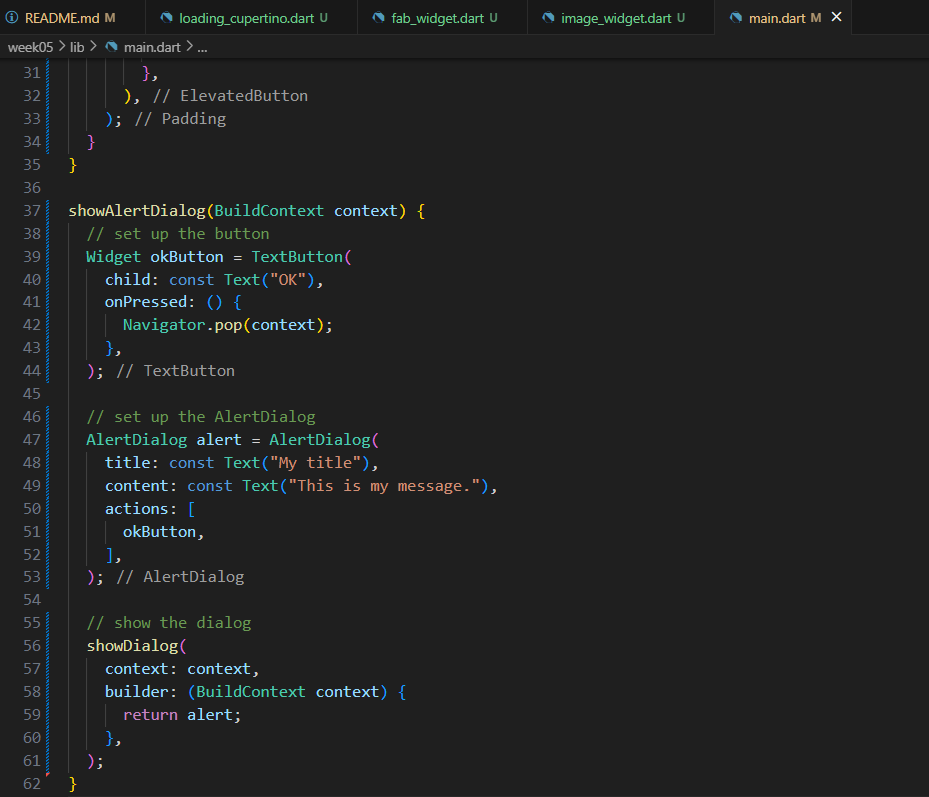 README.md M loading_cupertino.dart U fab_widget.dart U image_widget.dart U main.dart M ✕
week05 > lib > main.dart > ...
31         },
32       ), // ElevatedButton
33     ); // Padding
34   }
35 }
36
37 showAlertDialog(BuildContext context) {
38   // set up the button
39   Widget okButton = TextButton(
40     child: const Text("OK"),
41     onPressed: () {
42       Navigator.pop(context);
43     },
44   ); // TextButton
45
46   // set up the AlertDialog
47   AlertDialog alert = AlertDialog(
48     title: const Text("My title"),
49     content: const Text("This is my message."),
50     actions: [
51       okButton,
52     ],
53   ); // AlertDialog
54
55   // show the dialog
56   showDialog(
57     context: context,
58     builder: (BuildContext context) {
59       return alert;
60     },
61   );
62 }